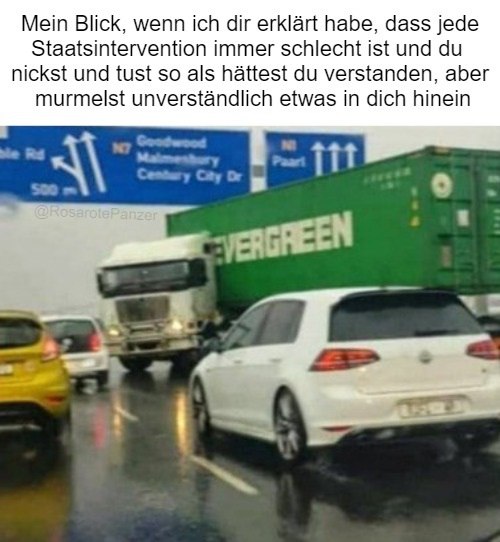 Mein Blick, wenn ich dir erklärt habe, dass jede
Staatsintervention immer schlecht ist und du
nickst und tust so als hättest du verstanden, aber
murmelst unverständlich etwas in dich hinein
N7
Goodwood
Malmesbury
Century City Dr
N1
Paarl
Rd
500 m
@RosarotePanzer
EVERGREEN